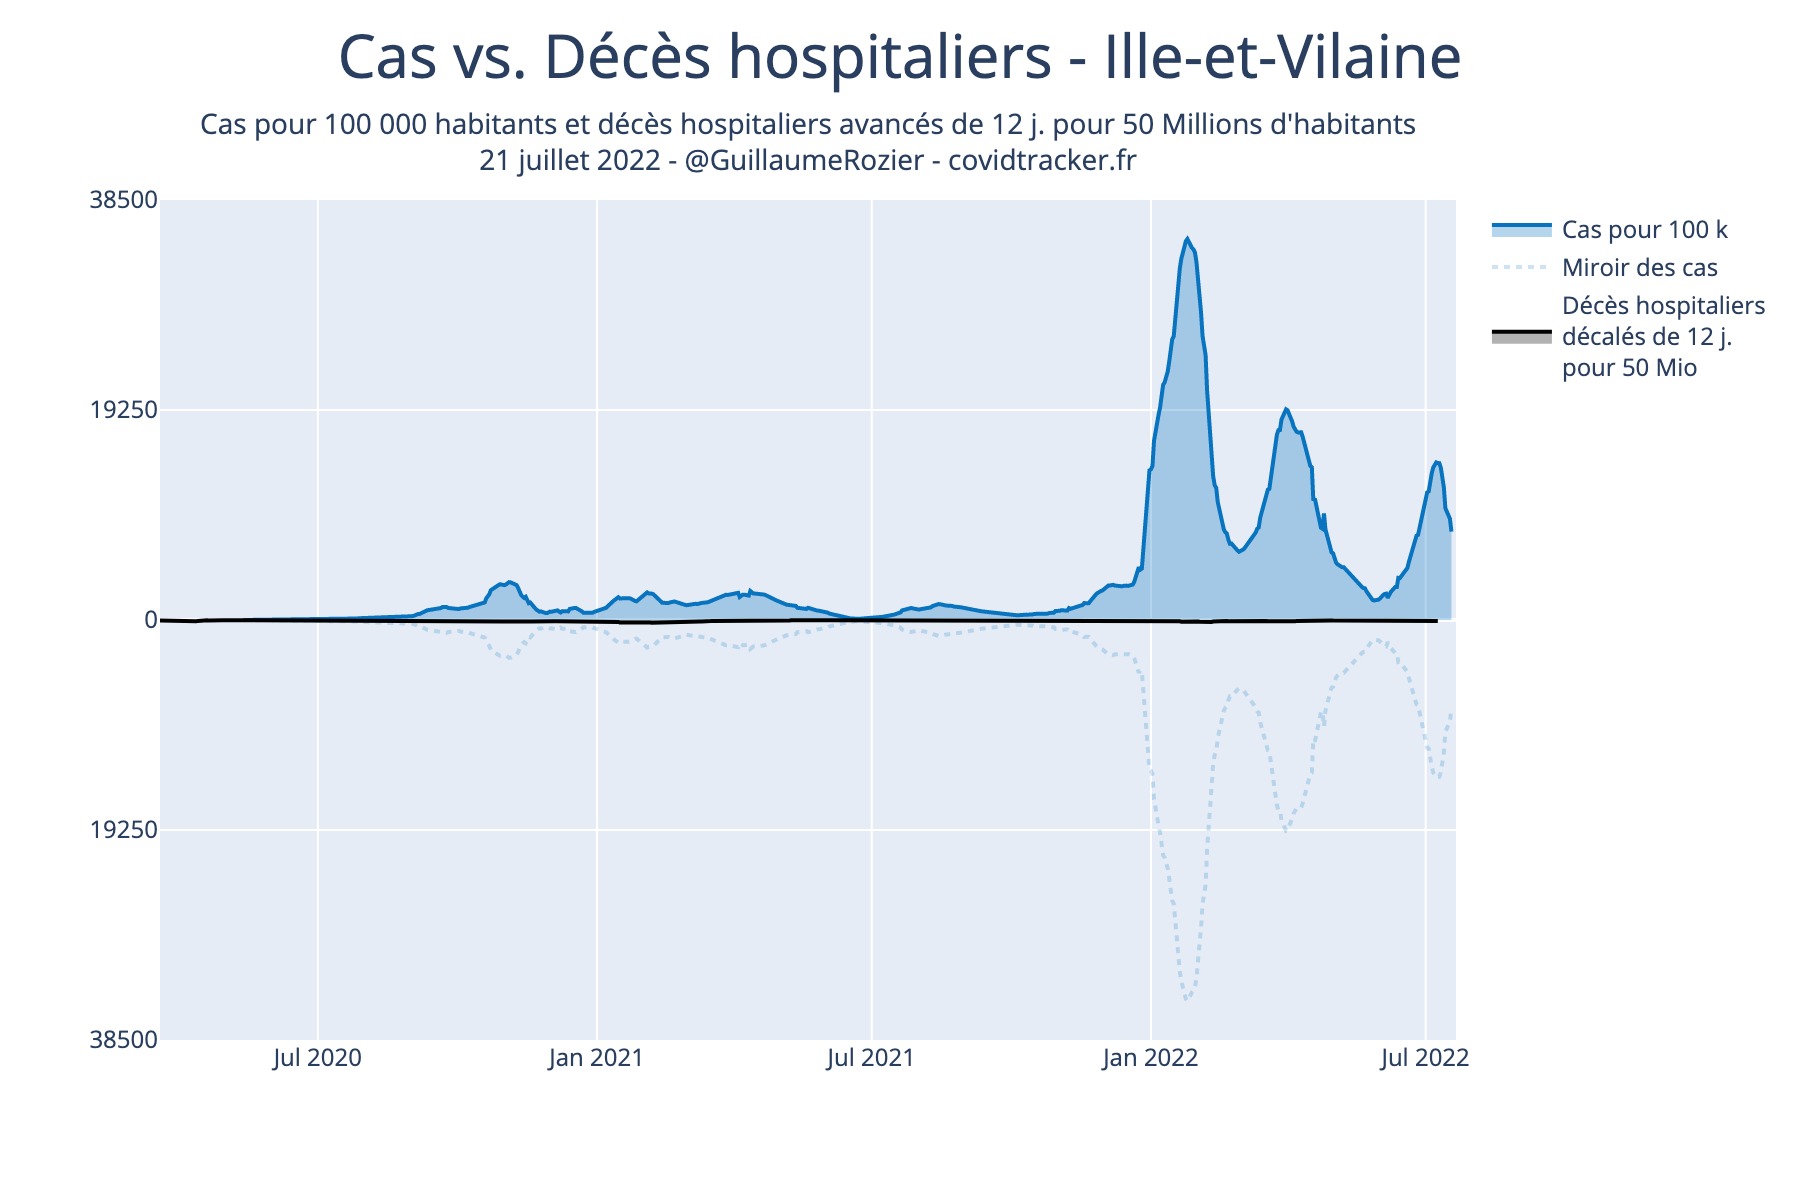 Cas vs. Décès hospitaliers - Ille-et-Vilaine
Cas pour 100 000 habitants et décès hospitaliers avancés de 12 j. pour 50 Millions d'habitants
21 juillet 2022 - @GuillaumeRozier - covidtracker.fr
38500
19250
0
19250
38500
Jul 2020
Jan 2021
Jul 2021
Jan 2022
Jul 2022
Cas pour 100 k
Miroir des cas
Décès hospitaliers
décalés de 12 j.
pour 50 Mio